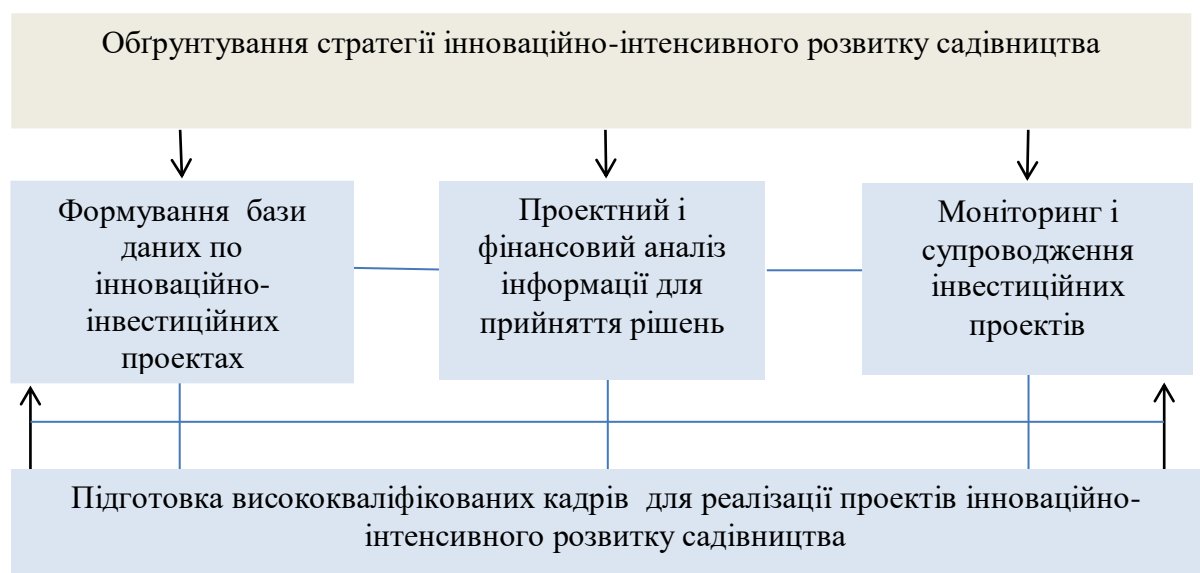 Обґрунтування стратегії інноваційно-інтенсивного розвитку садівництва
Формування бази
даних по
інноваційно-
інвестиційних
проектах
Проектний і
фінансовий аналіз
інформації для
прийняття рішень
Моніторинг і
супроводження
інвестиційних
проектів
Підготовка висококваліфікованих кадрів для реалізації проектів інноваційно-
інтенсивного розвитку садівництва